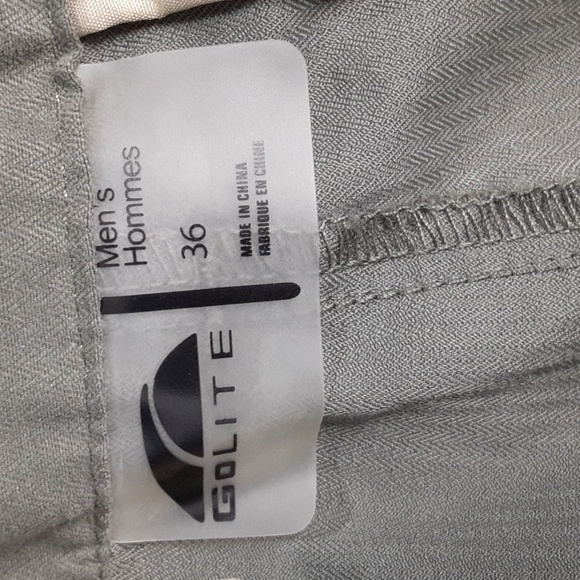 Men's
Hommes
36
MADE IN CHINA
FABRIQUE EN CHINE
GOLITE